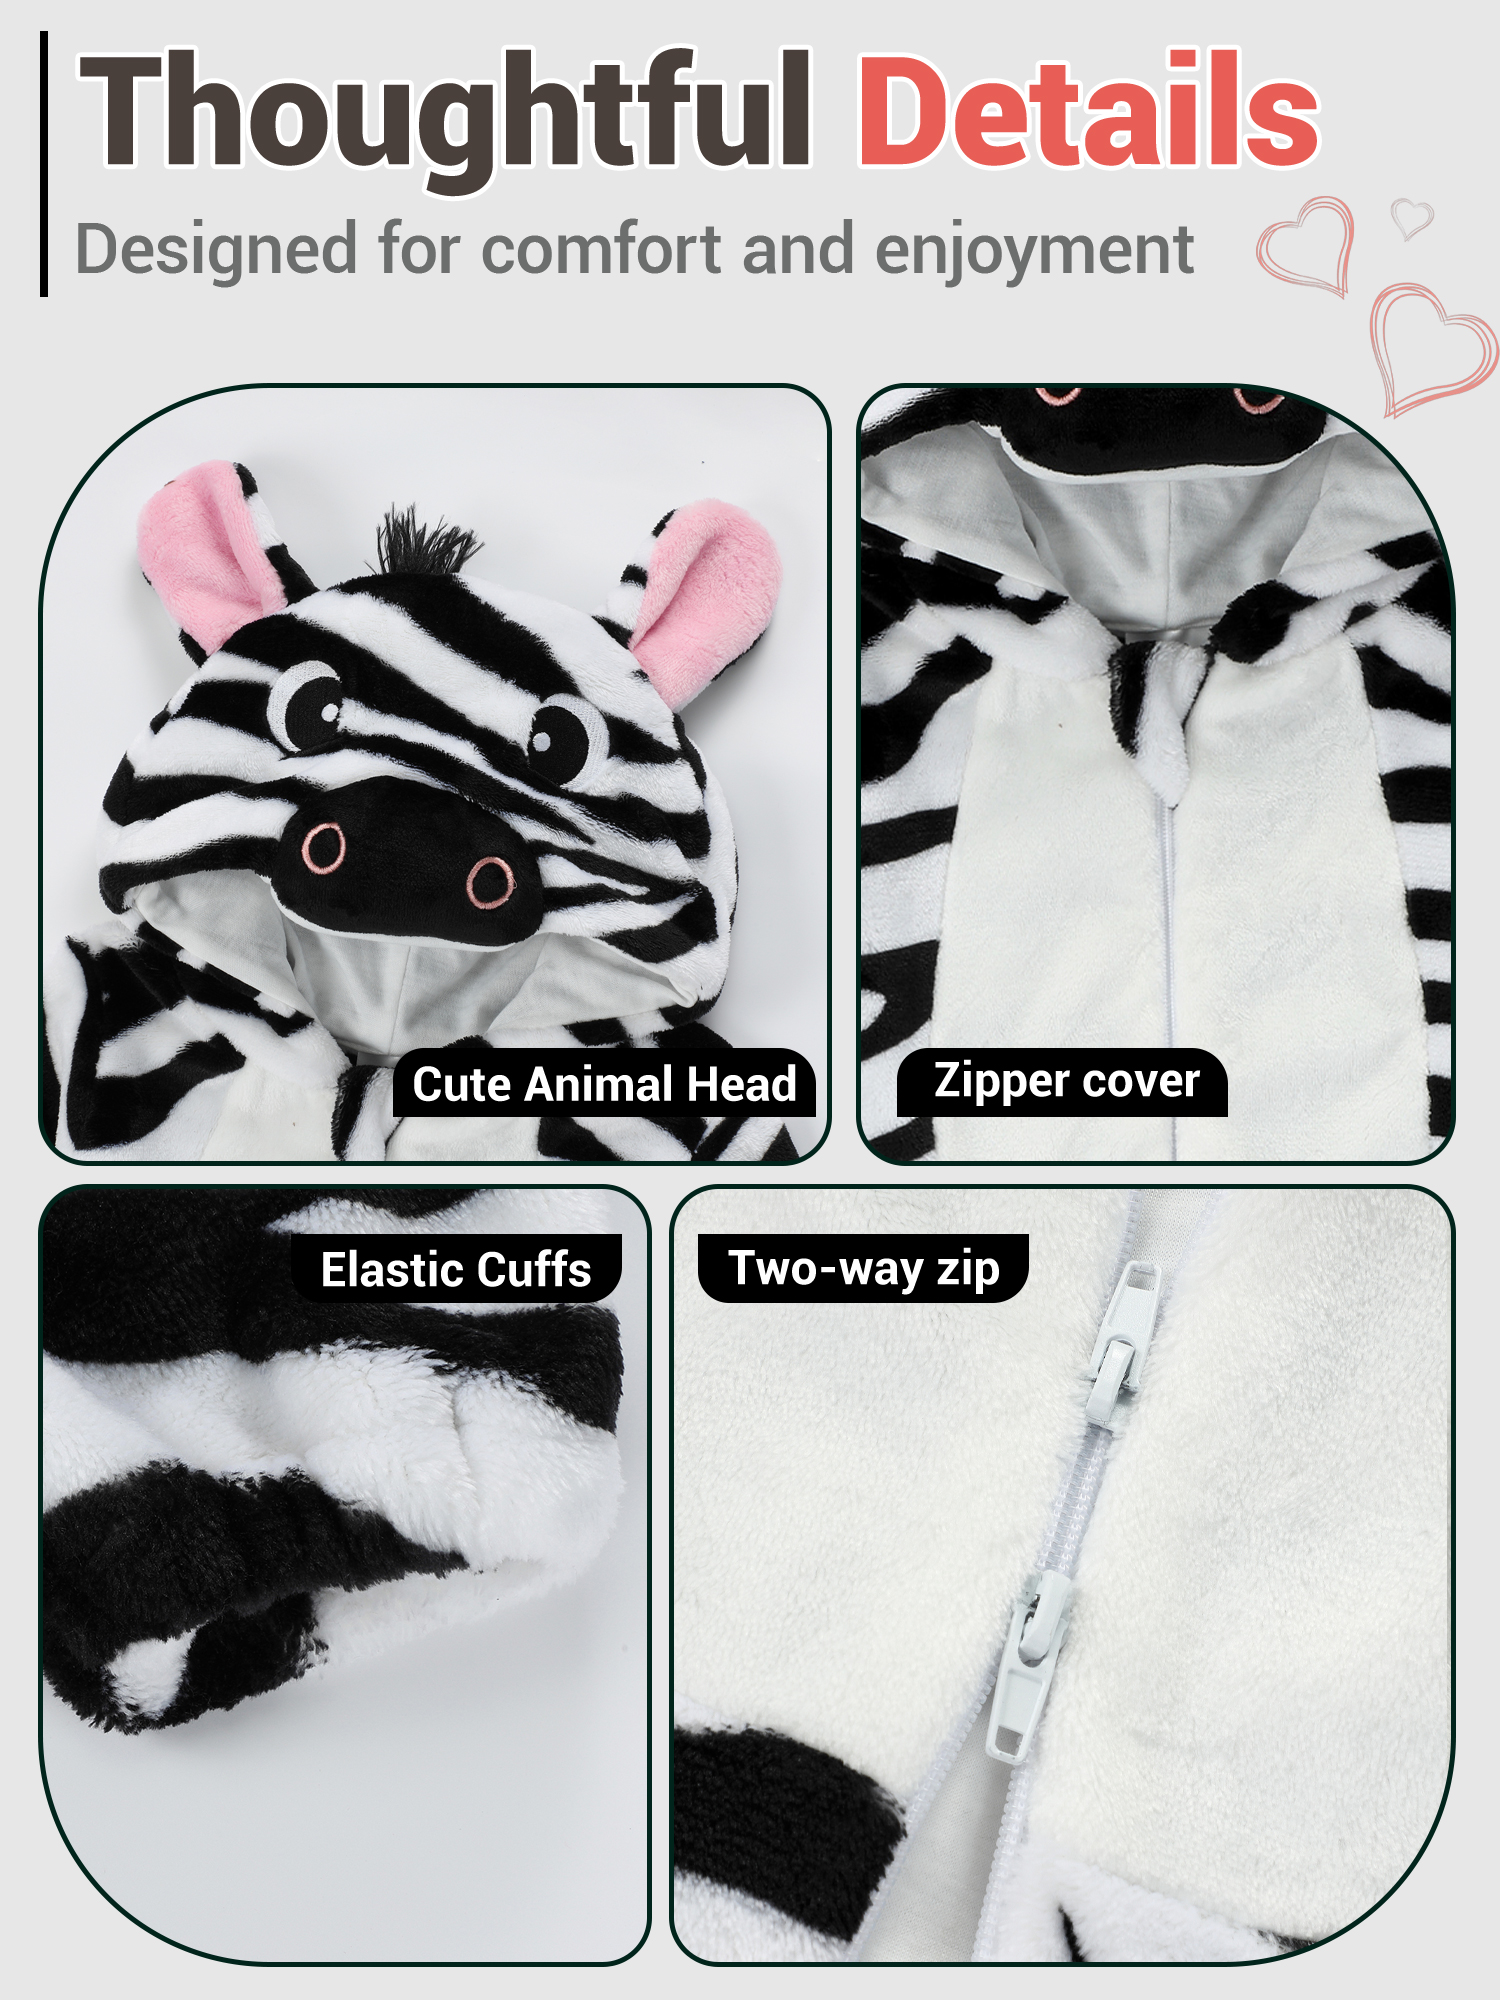 Thoughtful Details
Designed for comfort and enjoyment
Cute Animal Head
Zipper cover
Elastic Cuffs
Two-way zip